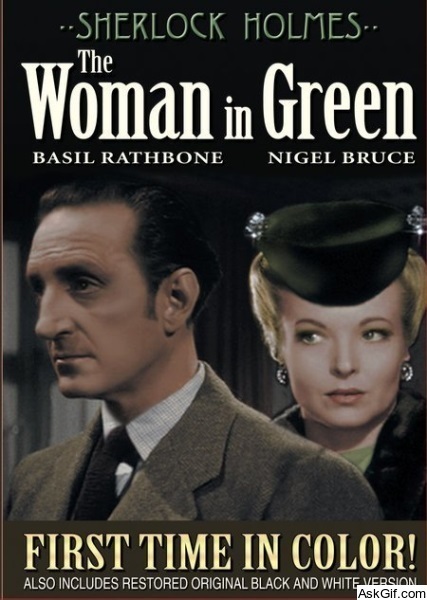 ··SHERLOCK HOLMES··
The
Woman in Green
BASIL RATHBONE NIGEL BRUCE
FIRST TIME IN COLOR!
ALSO INCLUDES RESTORED ORIGINAL BLACK AND WHITE VERSION
AskGif.com